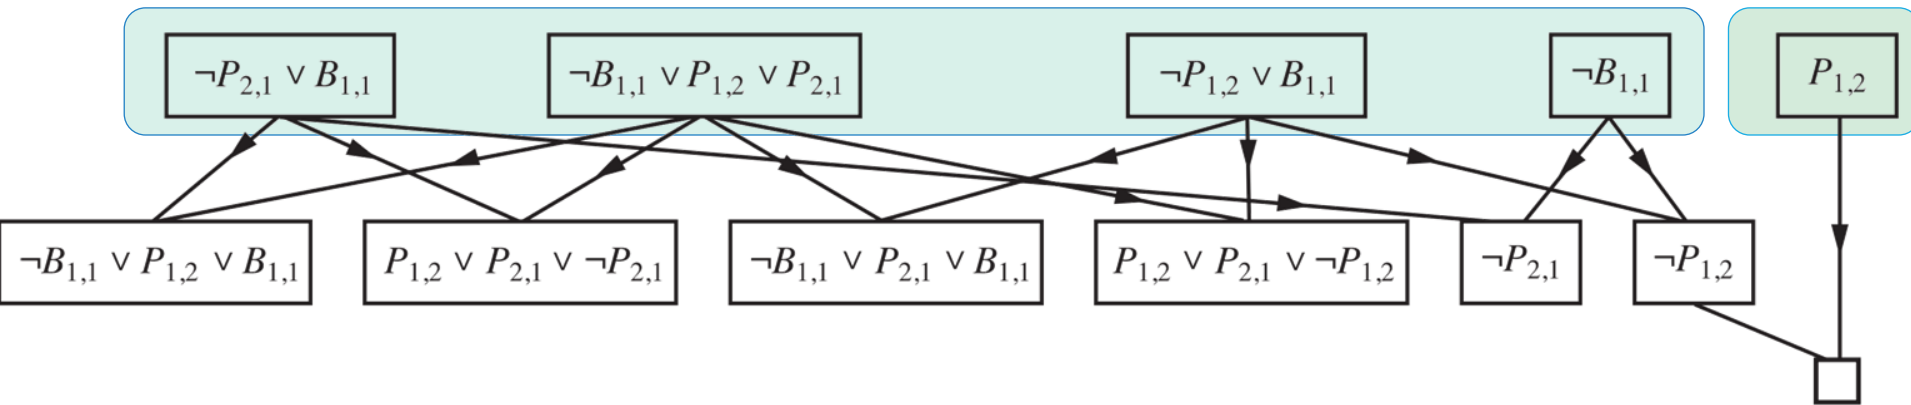 ¬P2,1 ∨ B1,1
¬B1,1 ∨ P1,2 ∨ P2,1
¬P1,2 ∨ B1,1
¬B1,1
P1,2
¬B1,1 ∨ P1,2 ∨ B1,1
P1,2 ∨ P2,1 ∨ ¬P2,1
¬B1,1 ∨ P2,1 ∨ B1,1
P1,2 ∨ P2,1 ∨ ¬P1,2
¬P2,1
¬P1,2